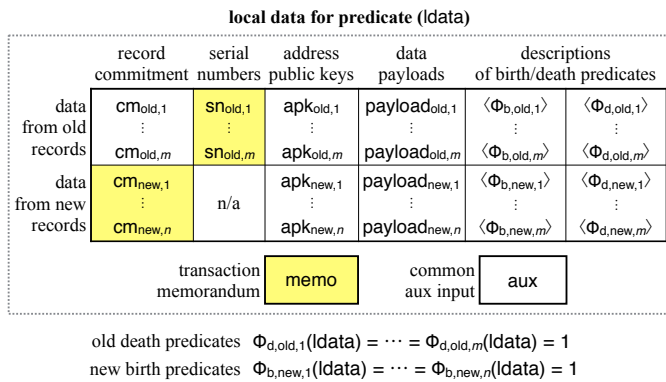 local data for predicate (ldata)
record commitment serial numbers address public keys data payloads descriptions of birth/death predicates
data from old records
cm_old,1 sn_old,1 apk_old,1 payload_old,1 ⟨Φ_b,old,1⟩ ⟨Φ_d,old,1⟩
⋮ ⋮ ⋮ ⋮ ⋮ ⋮
cm_old,m sn_old,m apk_old,m payload_old,m ⟨Φ_b,old,m⟩ ⟨Φ_d,old,m⟩
data from new records
cm_new,1 n/a apk_new,1 payload_new,1 ⟨Φ_b,new,1⟩ ⟨Φ_d,new,1⟩
⋮ ⋮ ⋮ ⋮ ⋮
cm_new,n apk_new,n payload_new,n ⟨Φ_b,new,m⟩ ⟨Φ_d,new,m⟩
transaction memorandum memo common aux input aux
old death predicates Φ_d,old,1(ldata) = ⋯ = Φ_d,old,m(ldata) = 1
new birth predicates Φ_b,new,1(ldata) = ⋯ = Φ_b,new,n(ldata) = 1